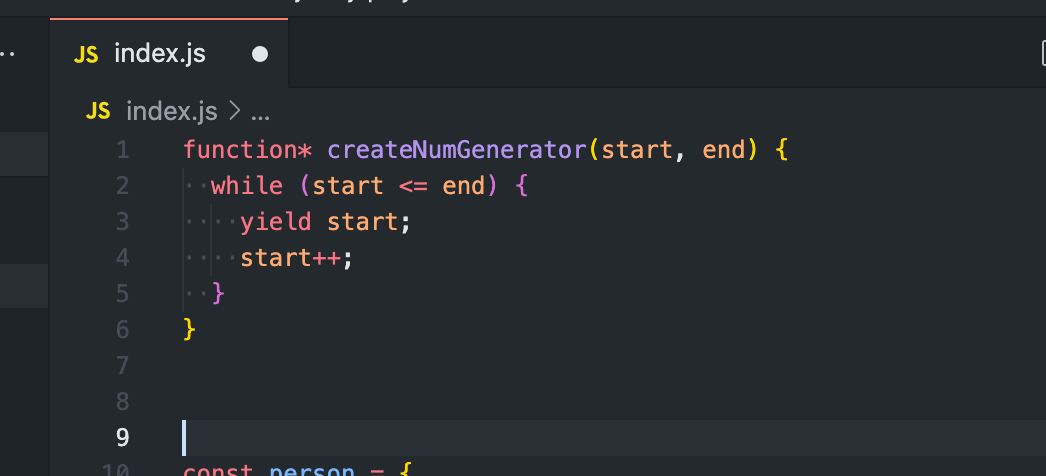 JS index.js
JS index.js > ...
1 function* createNumGenerator(start, end) {
2 while (start <= end) {
3 yield start;
4 start++;
5 }
6 }
7
8
9
10 const person = {